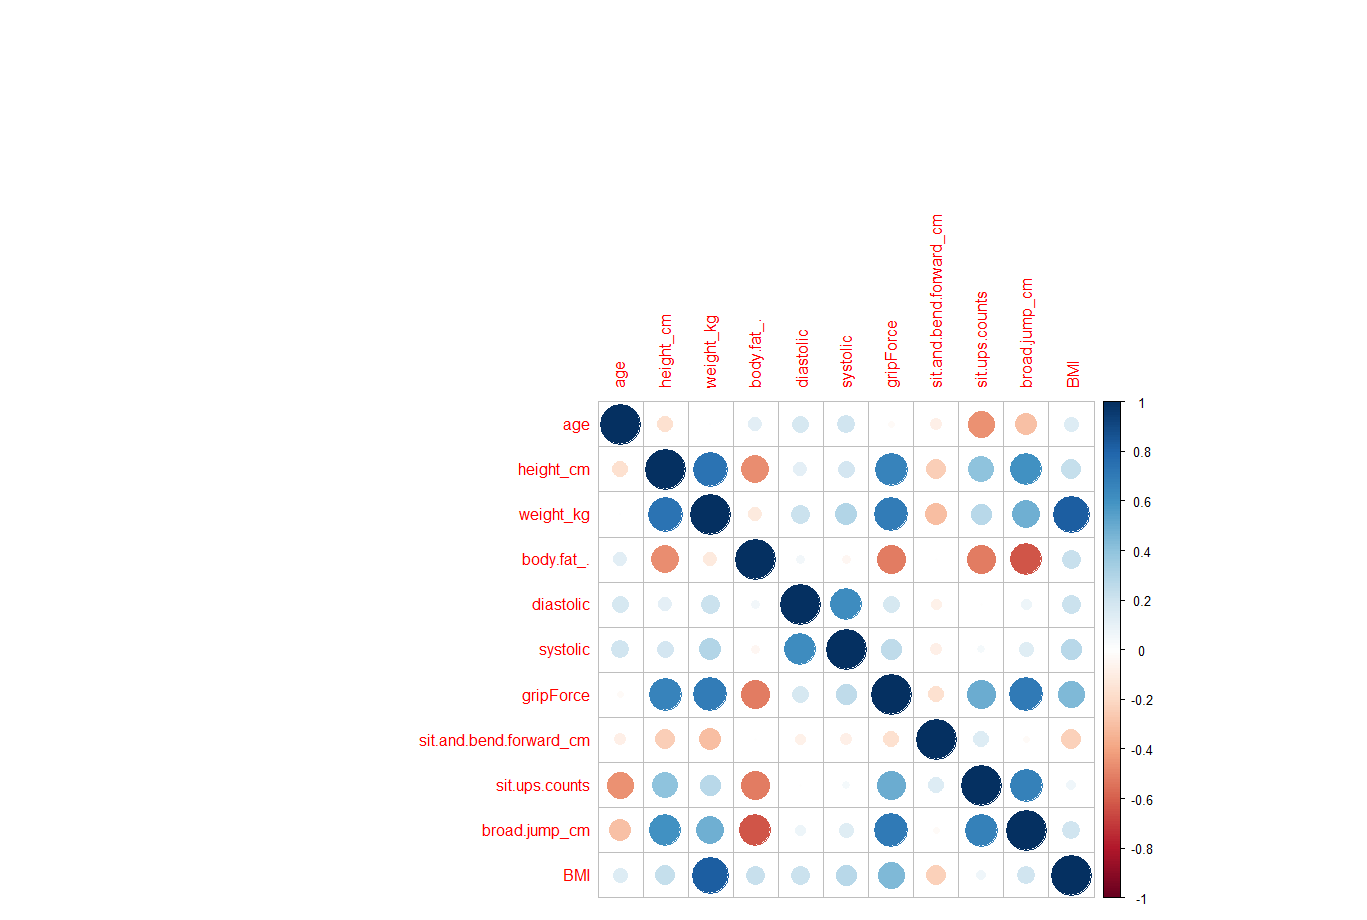 age
height_cm
weight_kg
body.fat_.
diastolic
systolic
gripForce
sit.and.bend.forward_cm
sit.ups.counts
broad.jump_cm
BMI
age
height_cm
weight_kg
body.fat_.
diastolic
systolic
gripForce
sit.and.bend.forward_cm
sit.ups.counts
broad.jump_cm
BMI
1
0.8
0.6
0.4
0.2
0
-0.2
-0.4
-0.6
-0.8
-1